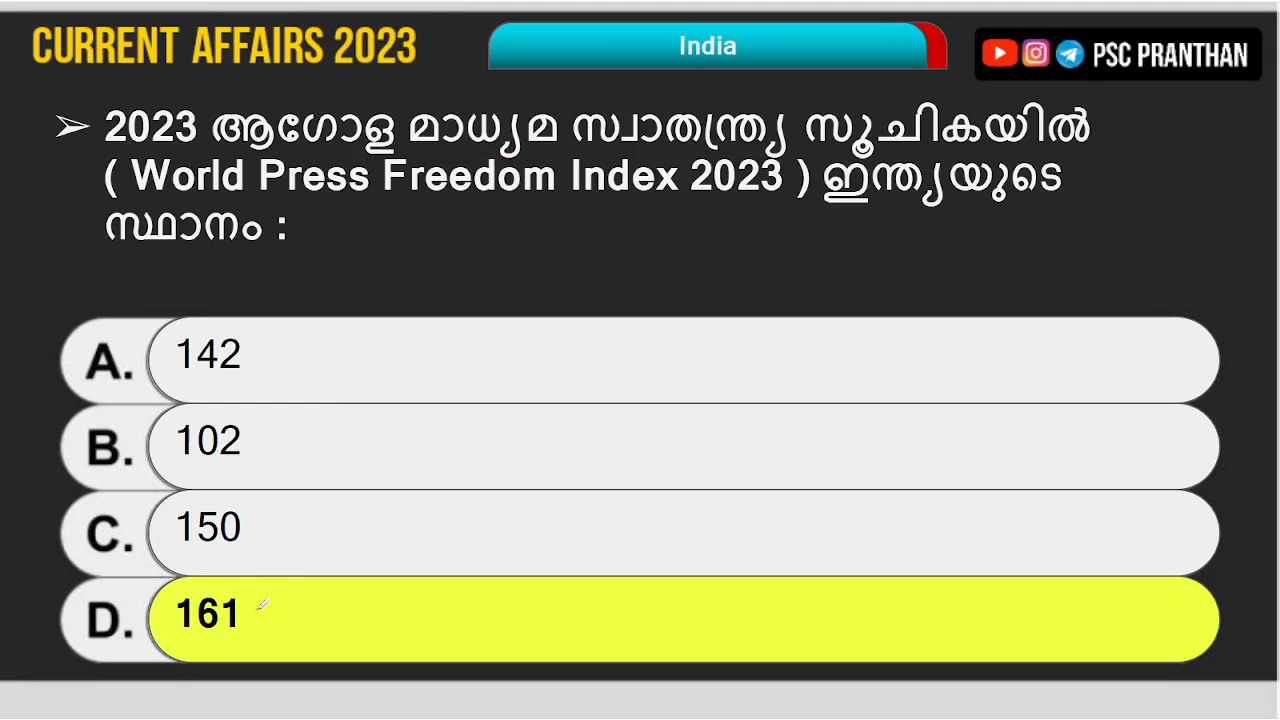 CURRENT AFFAIRS 2023
India
PSC PRANTHAN
➢ 2023 ആഗോള മാധ്യമ സ്വാതന്ത്ര്യ സൂചികയിൽ
( World Press Freedom Index 2023 ) ഇന്ത്യയുടെ
സ്ഥാനം :
A. 142
B. 102
C. 150
D. 161